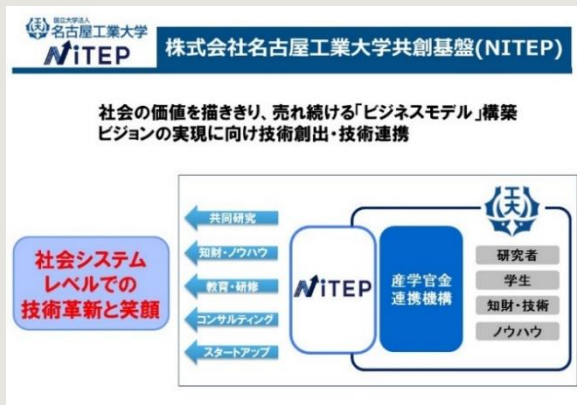 国立大学法人
名古屋工業大学
NiTEP
株式会社名古屋工業大学共創基盤(NITEP)
社会の価値を描ききり、売れ続ける「ビジネスモデル」構築
ビジョンの実現に向け技術創出・技術連携
社会システム
レベルでの
技術革新と笑顔
共同研究
知財・ノウハウ
教育・研修
コンサルティング
スタートアップ
NiTEP
産学官金
連携機構
工大
研究者
学生
知財・技術
ノウハウ